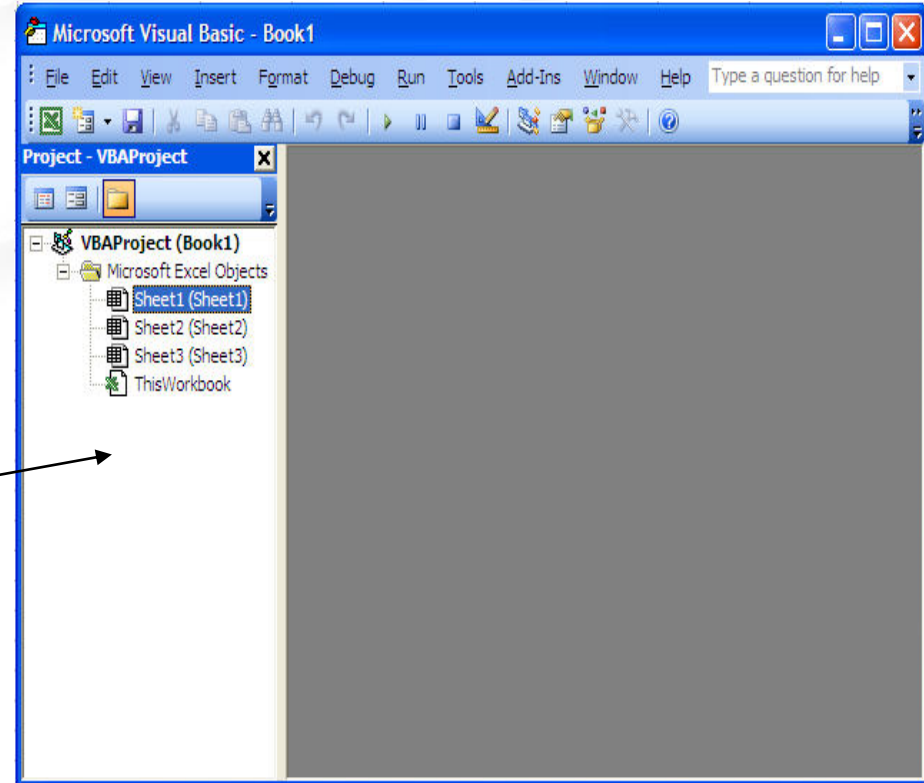 Microsoft Visual Basic - Book1
File Edit View Insert Format Debug Run Tools Add-Ins Window Help Type a question for help
Project - VBAProject
VBAProject (Book1)
Microsoft Excel Objects
Sheet1 (Sheet1)
Sheet2 (Sheet2)
Sheet3 (Sheet3)
ThisWorkbook